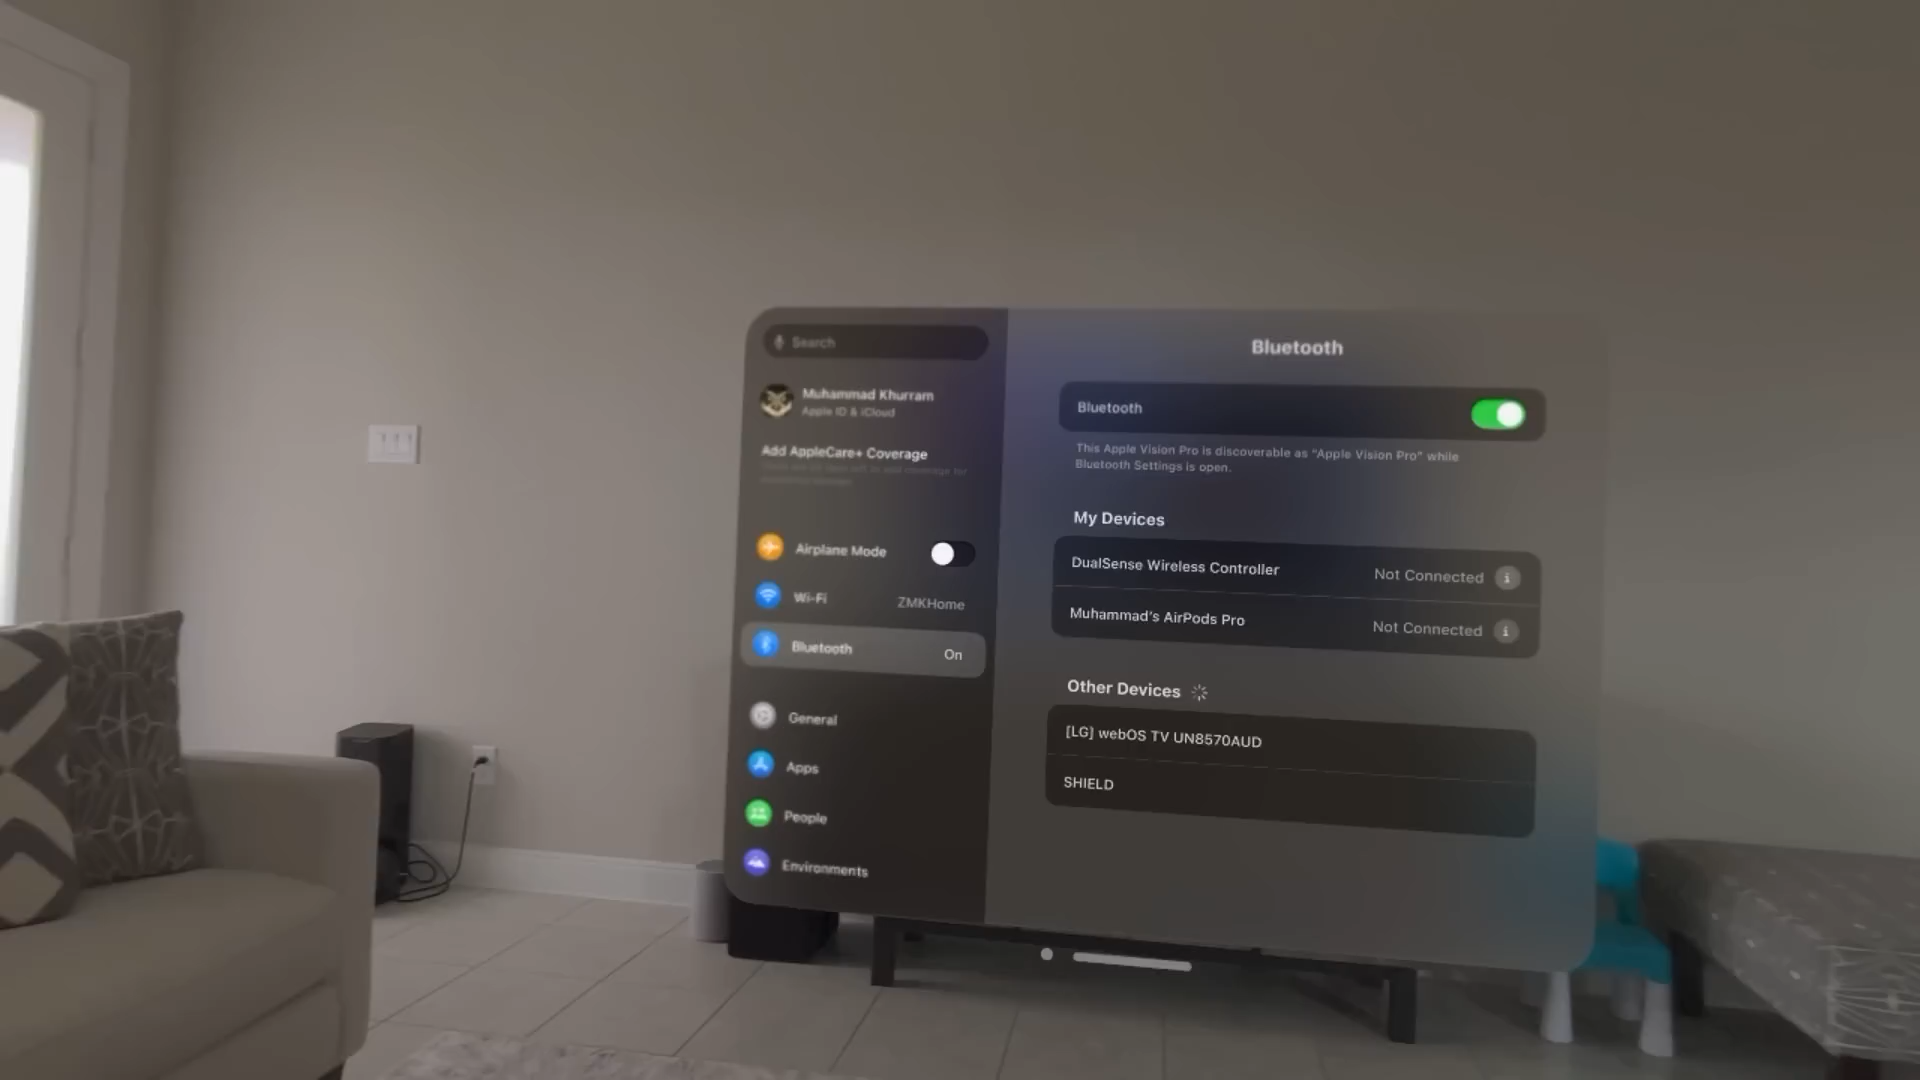 Search
Muhammad Khurram
Apple ID & iCloud
Add AppleCare+ Coverage
Airplane Mode
Wi-Fi
ZMKHome
Bluetooth
On
General
Apps
People
Environments
Bluetooth
Bluetooth
This Apple Vision Pro is discoverable as “Apple Vision Pro” while
Bluetooth Settings is open.
My Devices
DualSense Wireless Controller
Not Connected
Muhammad’s AirPods Pro
Not Connected
Other Devices
[LG] webOS TV UN8570AUD
SHIELD